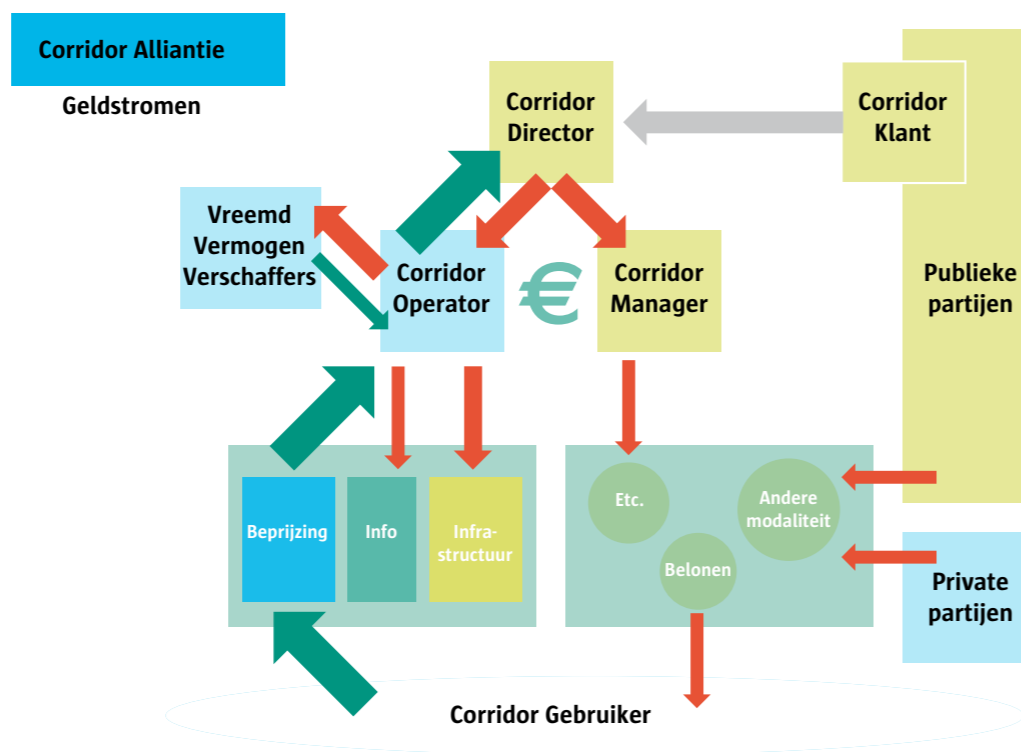 Corridor Alliantie
Geldstromen
Corridor
Director
Corridor
Klant
Vreemd
Vermogen
Verschaffers
Corridor
Operator
€
Corridor
Manager
Publieke
partijen
Beprijzing
Info
Infra-
structuur
Etc.
Andere
modaliteit
Belonen
Private
partijen
Corridor Gebruiker